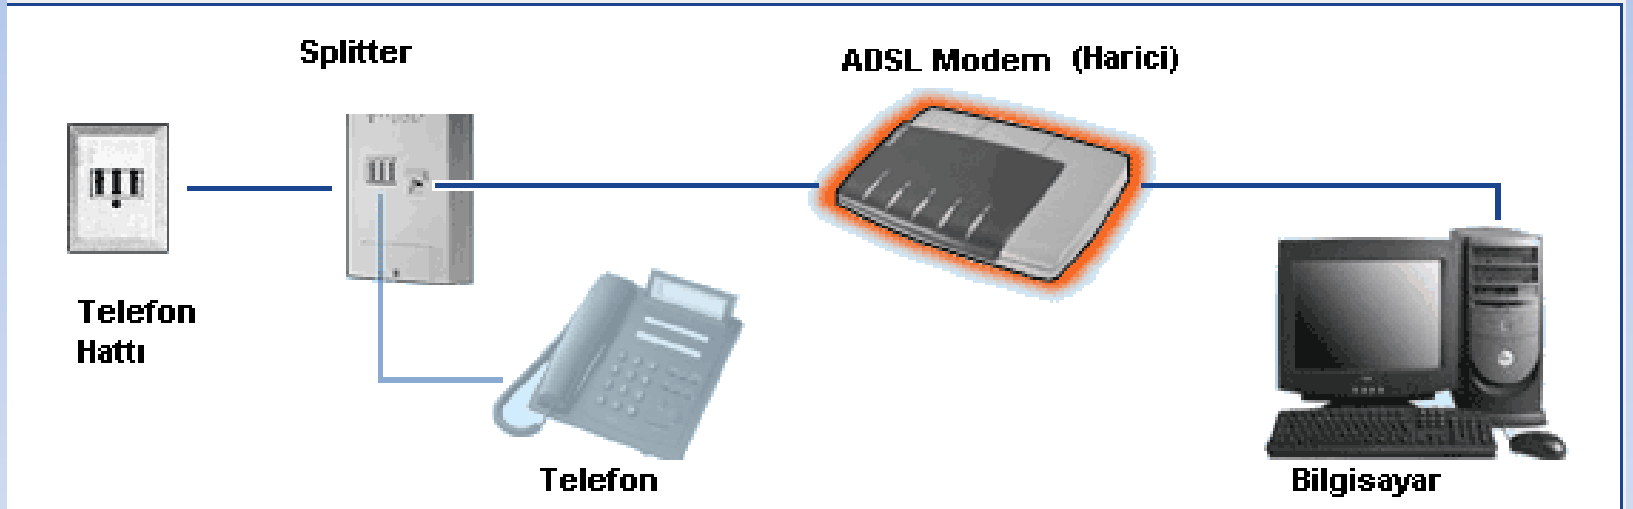 Splitter
ADSL Modem (Harici)
Telefon
Hattı
Telefon
Bilgisayar